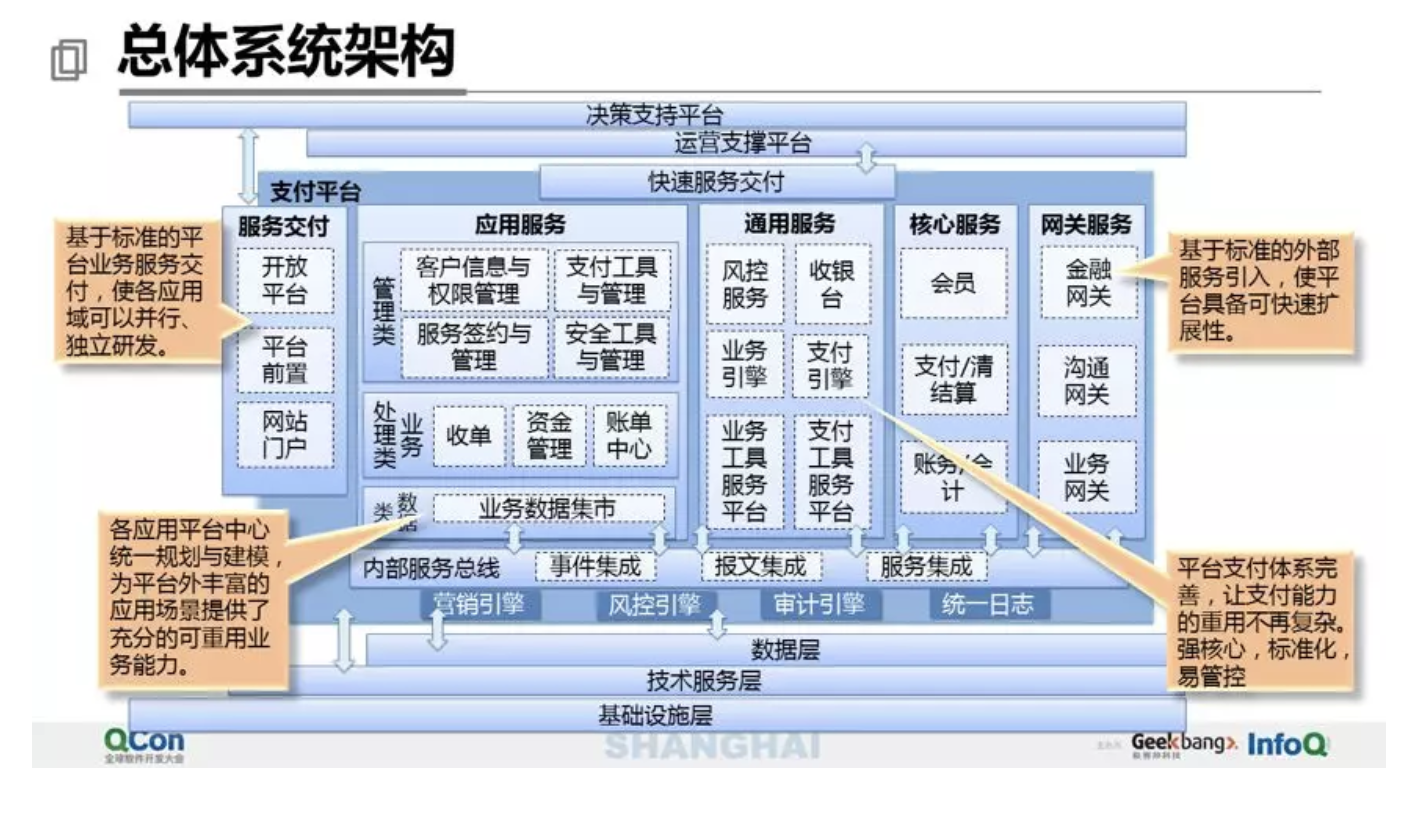 总体系统架构
决策支持平台
运营支撑平台
快速服务交付
支付平台
服务交付
开放
平台
平台
前置
网站
门户
应用服务
管理类
客户信息与
权限管理
支付工具
与管理
服务签约与
管理
安全工具
与管理
业务
处理类
收单
资金
管理
账单
中心
数据
类
业务数据集市
通用服务
风控
服务
收银
台
业务
引擎
支付
引擎
业务
工具
服务
平台
支付
工具
服务
平台
核心服务
会员
支付/清
结算
账务/会
计
网关服务
金融
网关
沟通
网关
业务
网关
内部服务总线
事件集成
报文集成
服务集成
营销引擎
风控引擎
审计引擎
统一日志
数据层
技术服务层
基础设施层
基于标准的平
台业务服务交
付，使各应用
域可以并行、
独立研发。
各应用平台中心
统一规划与建模，
为平台外丰富的
应用场景提供了
充分的可重用业
务能力。
基于标准的外部
服务引入，使平
台具备可快速扩
展性。
平台支付体系完
善，让支付能力
的重用不再复杂。
强核心，标准化，
易管控
QCon
全球软件开发大会
SHANGHAI
Geekbang>.
极客邦科技
InfoQ